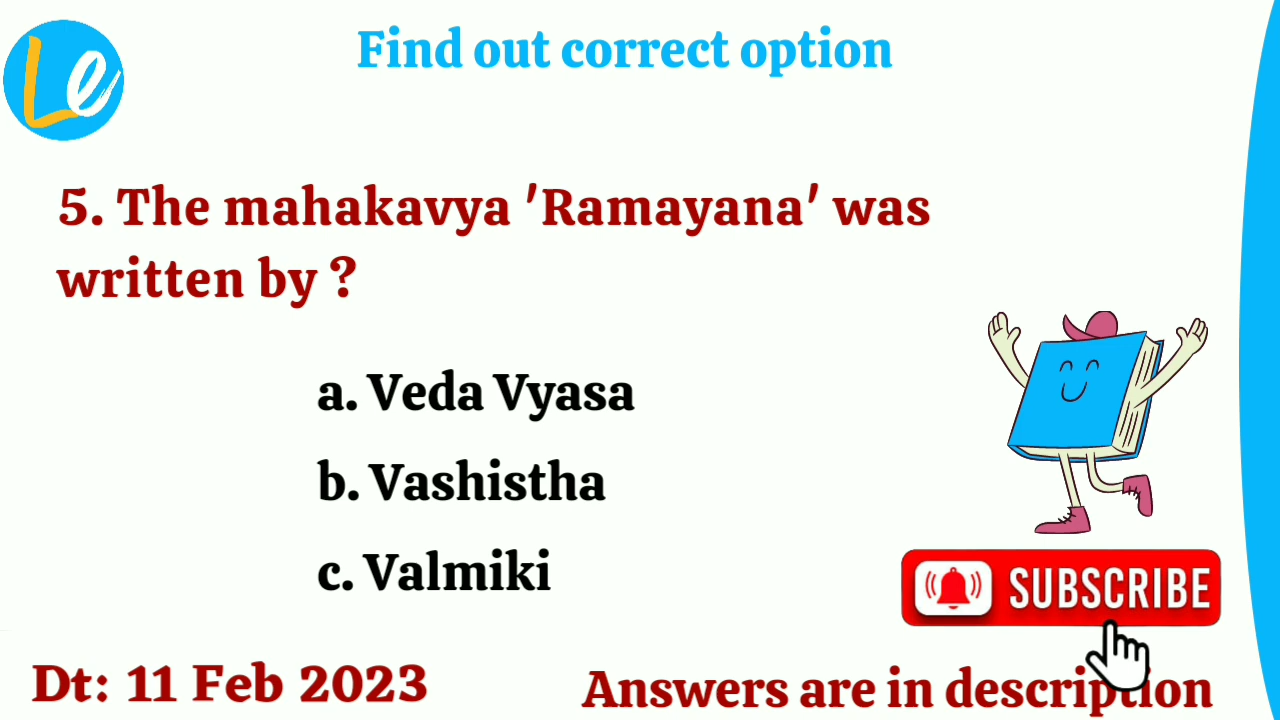 Le
Find out correct option
5. The mahakavya 'Ramayana' was
written by ?
a. Veda Vyasa
b. Vashistha
c. Valmiki
SUBSCRIBE
Dt: 11 Feb 2023
Answers are in description